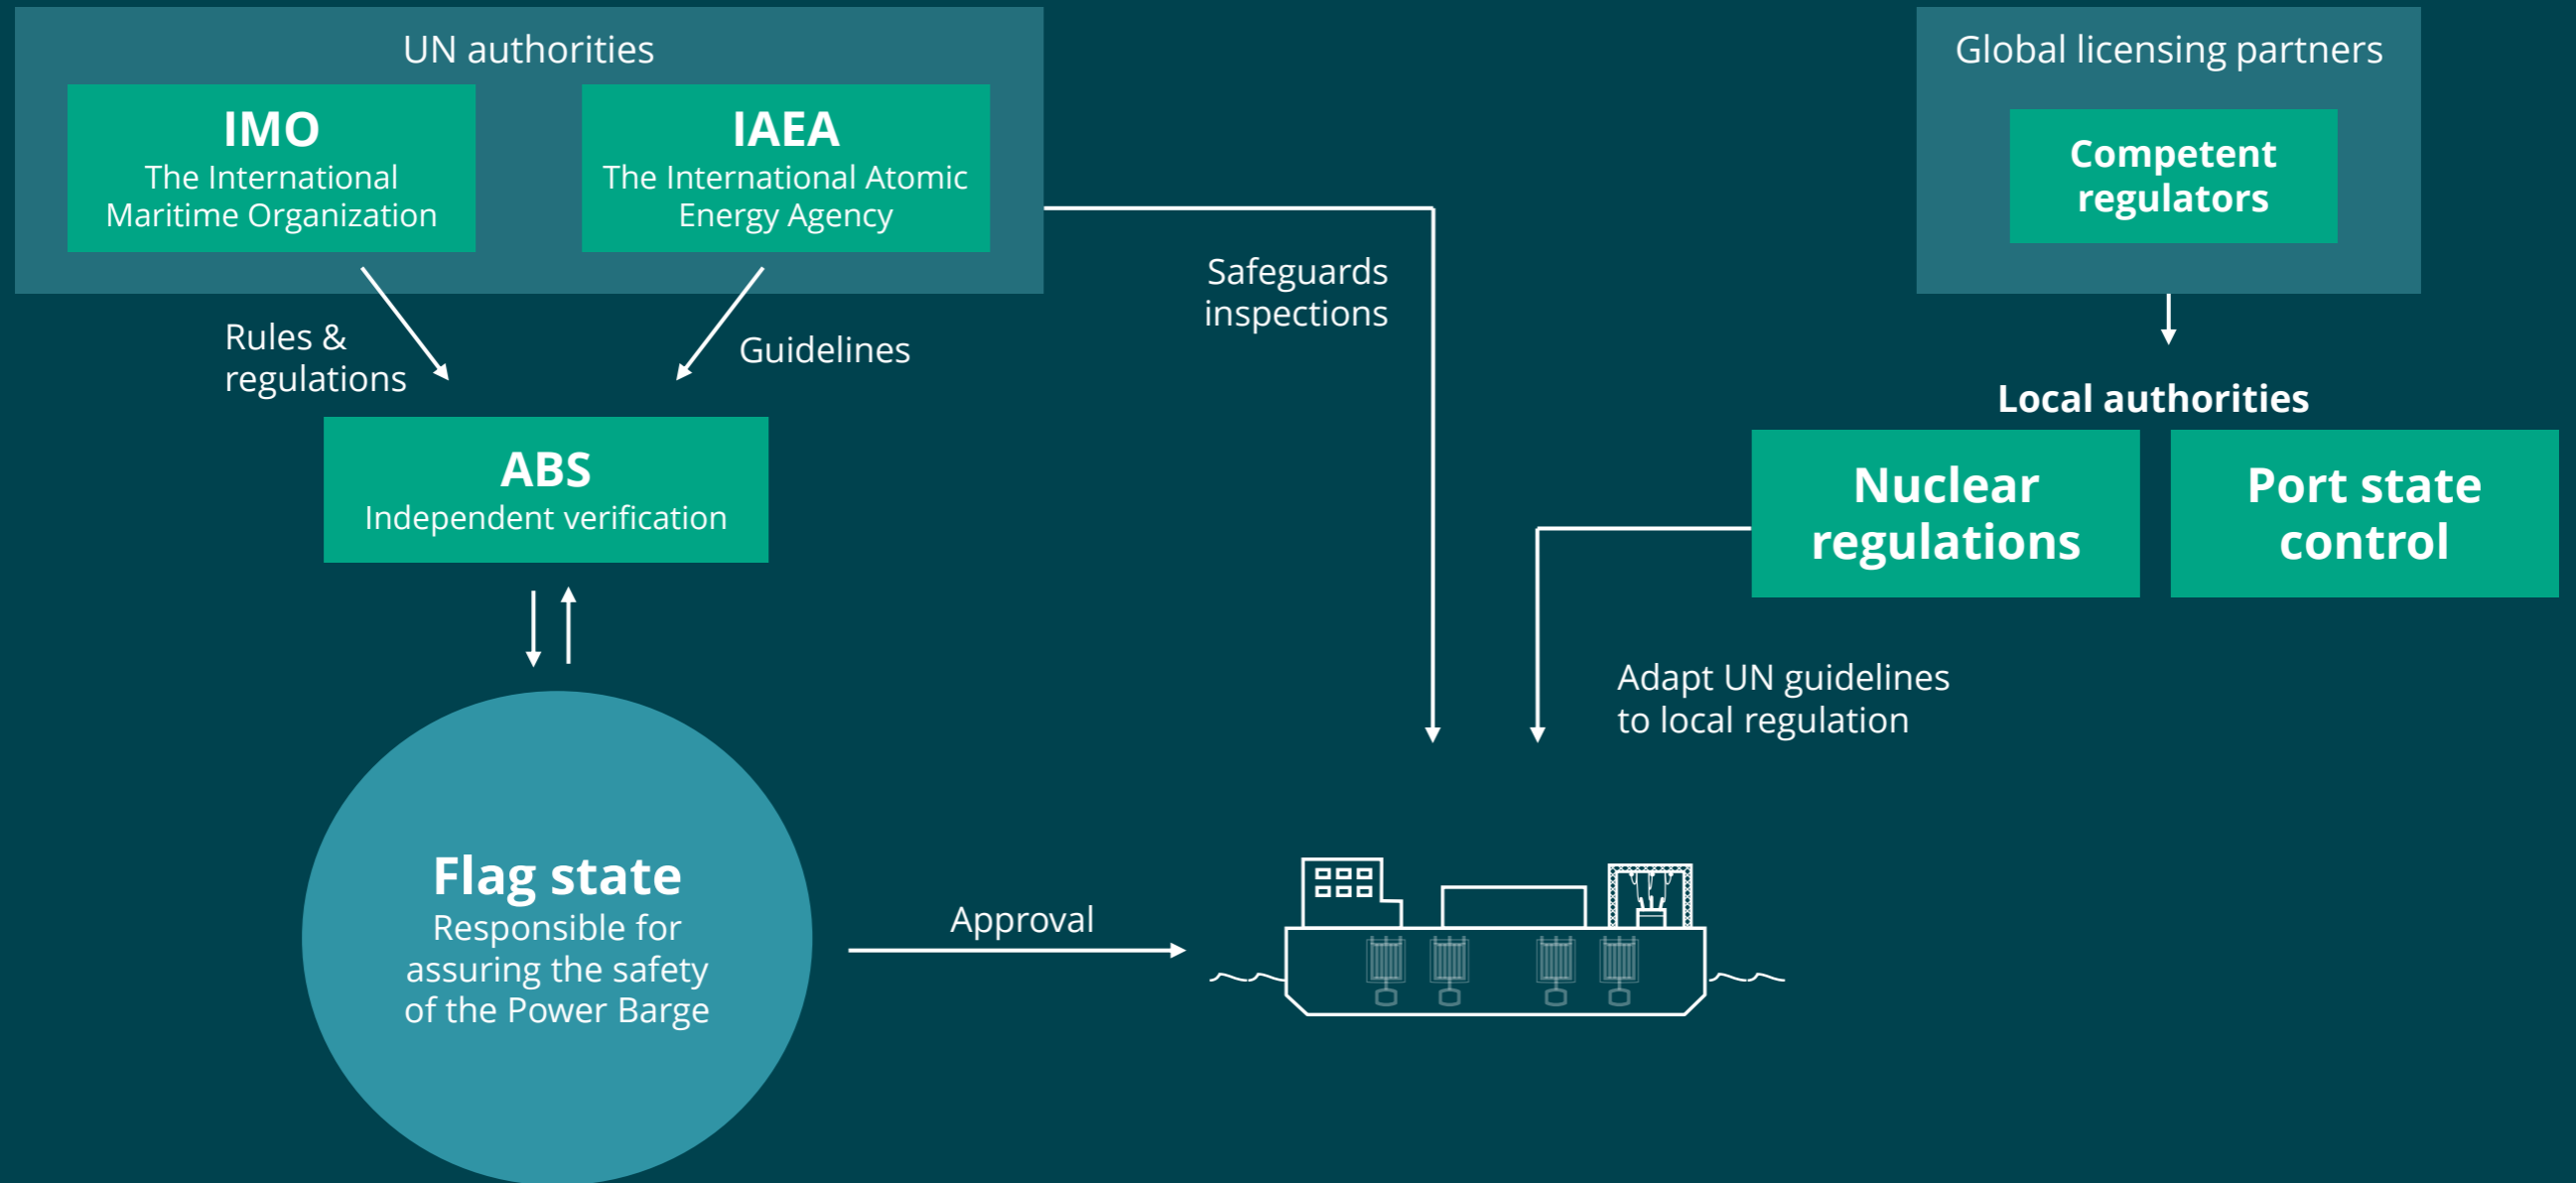 UN authorities
IMO
The International
Maritime Organization
IAEA
The International Atomic
Energy Agency
Global licensing partners
Competent
regulators
Rules &
regulations
Guidelines
Safeguards
inspections
Local authorities
ABS
Independent verification
Nuclear
regulations
Port state
control
Adapt UN guidelines
to local regulation
Flag state
Responsible for
assuring the safety
of the Power Barge
Approval